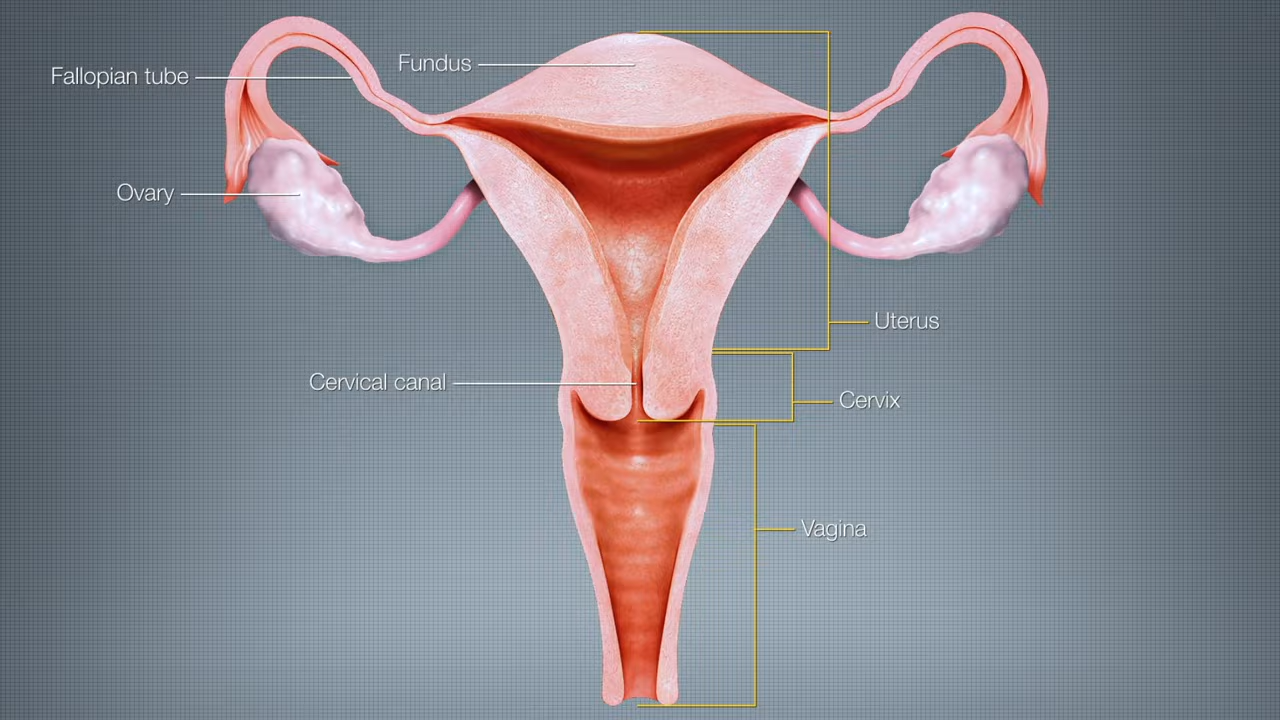 Fundus
Fallopian tube
Ovary
Uterus
Cervical canal
Cervix
Vagina